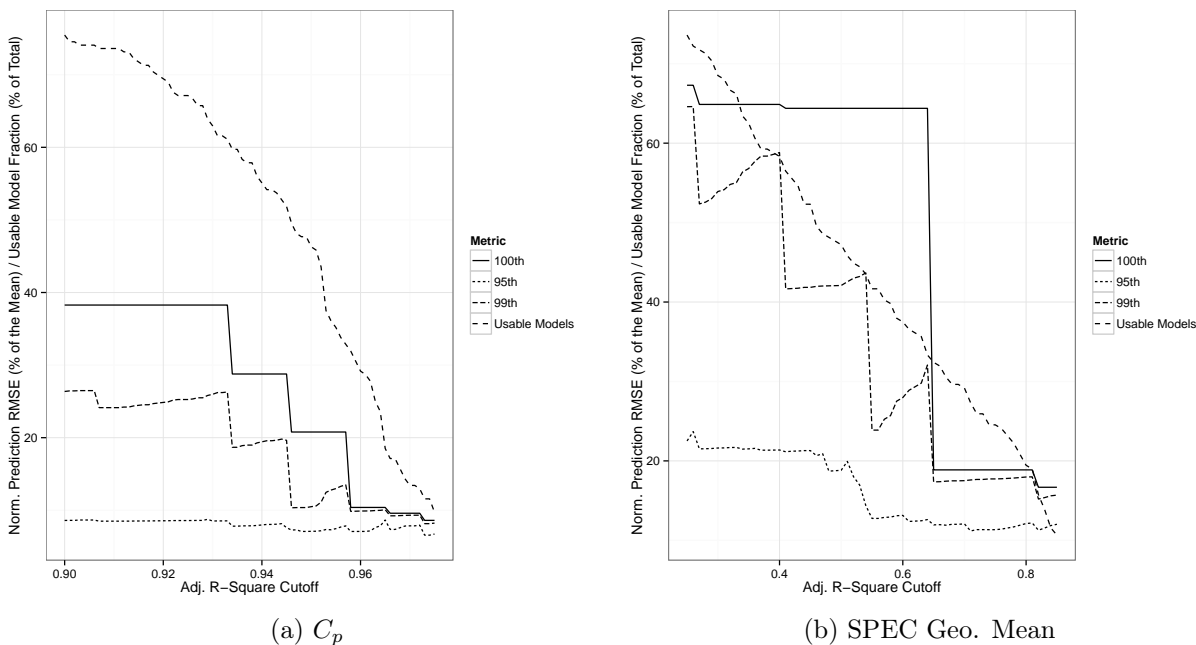 Norm. Prediction RMSE (% of the Mean) / Usable Model Fraction (% of Total)
60
40
20
0.90
0.92
0.94
0.96
Adj. R−Square Cutoff
Metric
100th
95th
99th
Usable Models
(a) Cp
Norm. Prediction RMSE (% of the Mean) / Usable Model Fraction (% of Total)
60
40
20
0.4
0.6
0.8
Adj. R−Square Cutoff
Metric
100th
95th
99th
Usable Models
(b) SPEC Geo. Mean